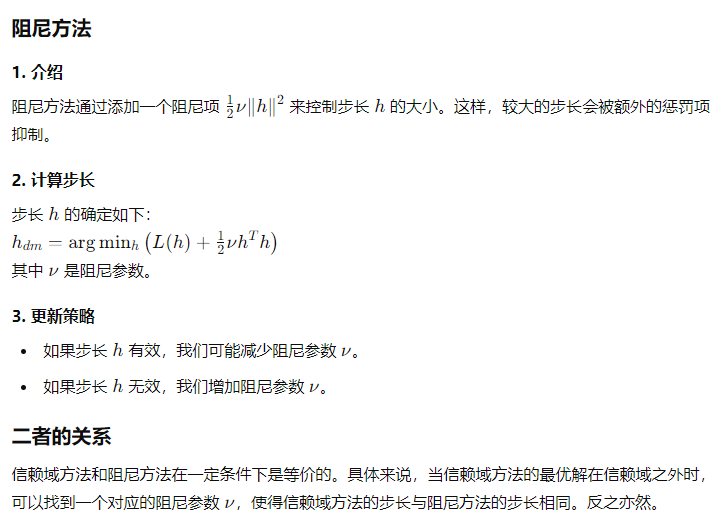 阻尼方法
1. 介绍
阻尼方法通过添加一个阻尼项 $\frac{1}{2}\nu\|h\|^2$ 来控制步长 $h$ 的大小。这样，较大的步长会被额外的惩罚项
抑制。
2. 计算步长
步长 $h$ 的确定如下：
$h_{dm} = \arg\min_h \left(L(h) + \frac{1}{2}\nu h^T h\right)$
其中 $\nu$ 是阻尼参数。
3. 更新策略
• 如果步长 $h$ 有效，我们可能减少阻尼参数 $\nu$。
• 如果步长 $h$ 无效，我们增加阻尼参数 $\nu$。
二者的关系
信赖域方法和阻尼方法在一定条件下是等价的。具体来说，当信赖域方法的最优解在信赖域之外时，
可以找到一个对应的阻尼参数 $\nu$，使得信赖域方法的步长与阻尼方法的步长相同。反之亦然。